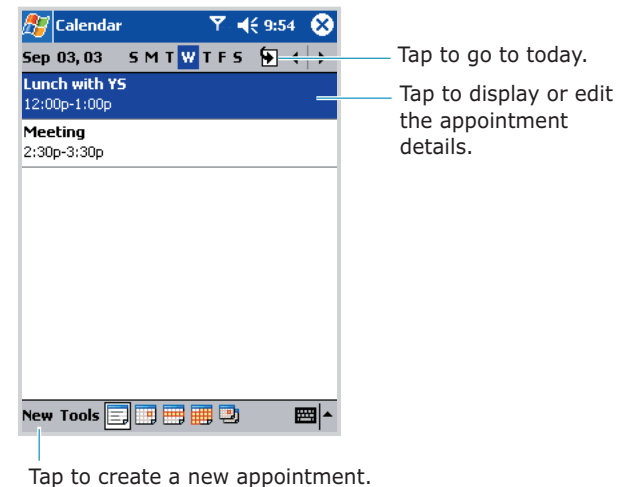 Calendar 9:54
Sep 03, 03 S M T W T F S
Tap to go to today.
Lunch with YS
12:00p-1:00p
Tap to display or edit
the appointment
details.
Meeting
2:30p-3:30p
New Tools
Tap to create a new appointment.